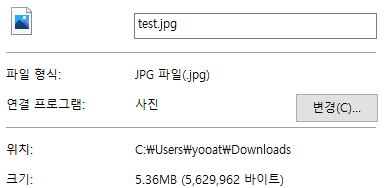 test.jpg
파일 형식: JPG 파일(.jpg)
연결 프로그램: 사진 변경(C)...
위치: C:₩Users₩yooat₩Downloads
크기: 5.36MB (5,629,962 바이트)